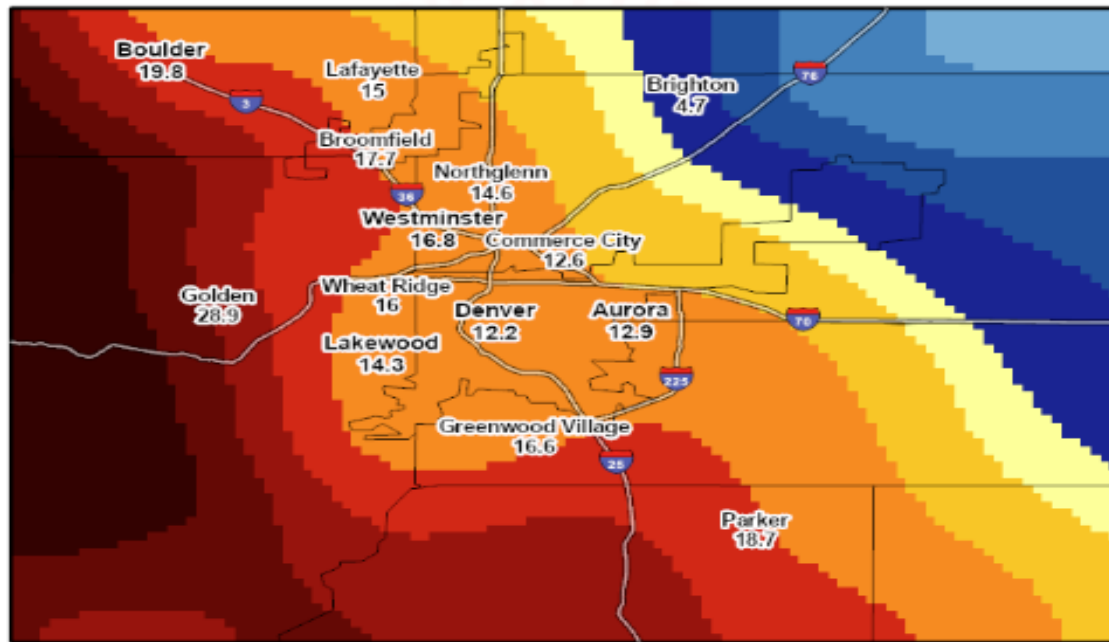 Boulder
19.8
Lafayette
15
Brighton
4.7
76
3
Broomfield
17.7
Northglenn
14.6
36
Westminster
16.8
Commerce City
12.6
Golden
28.9
Wheat Ridge
16
Denver
12.2
Aurora
12.9
70
Lakewood
14.3
225
Greenwood Village
16.6
25
Parker
18.7